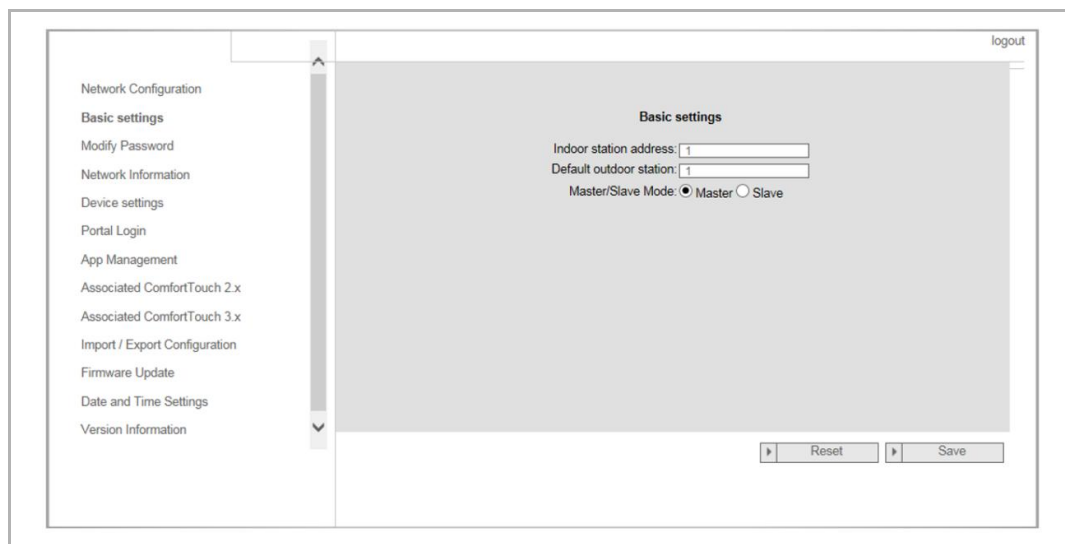 logout
Network Configuration
Basic settings
Modify Password
Network Information
Device settings
Portal Login
App Management
Associated ComfortTouch 2.x
Associated ComfortTouch 3.x
Import / Export Configuration
Firmware Update
Date and Time Settings
Version Information
Basic settings
Indoor station address: 1
Default outdoor station: 1
Master/Slave Mode: Master Slave
Reset Save